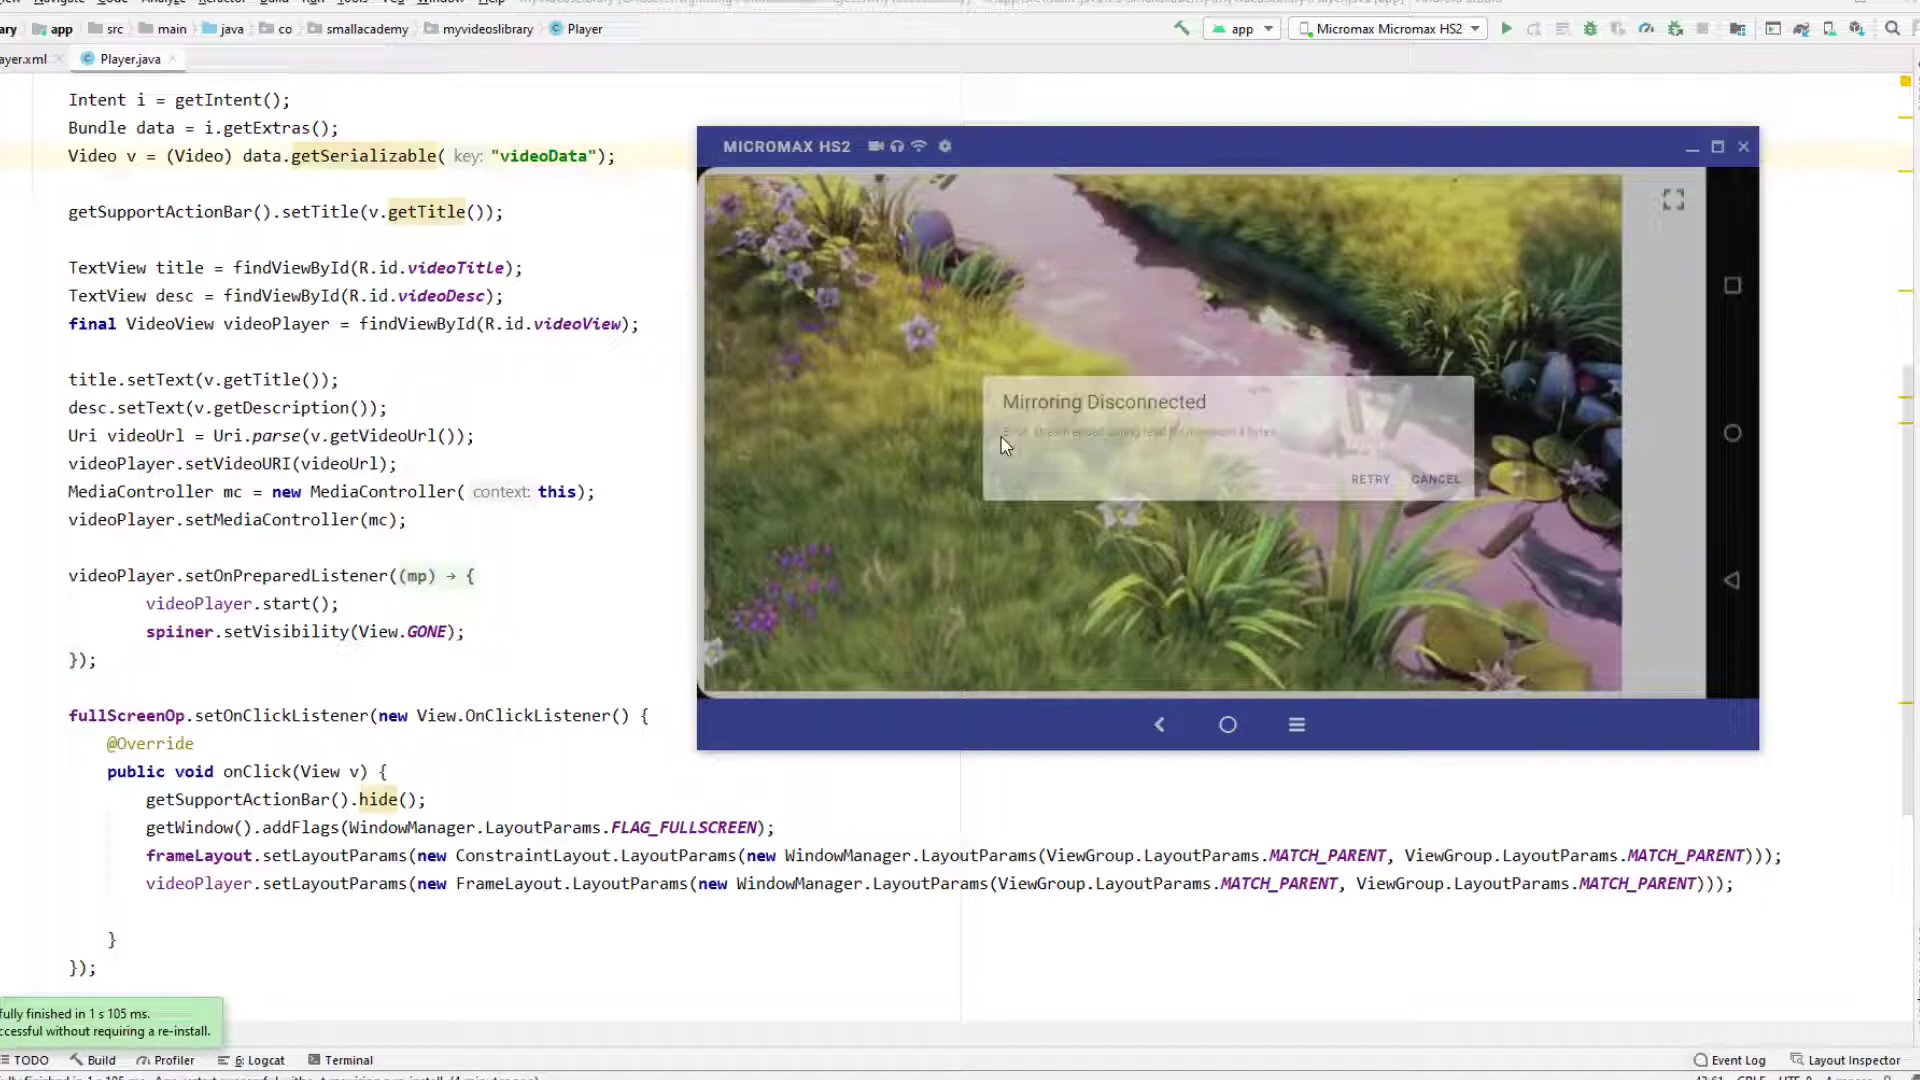 app src main java co smallacademy myvideoslibrary Player
app Micromax Micromax HS2
ayer.xml Player.java
Intent i = getIntent();
Bundle data = i.getExtras();
Video v = (Video) data.getSerializable( key: "videoData");
getSupportActionBar().setTitle(v.getTitle());
TextView title = findViewById(R.id.videoTitle);
TextView desc = findViewById(R.id.videoDesc);
final VideoView videoPlayer = findViewById(R.id.videoView);
title.setText(v.getTitle());
desc.setText(v.getDescription());
Uri videoUrl = Uri.parse(v.getVideoUrl());
videoPlayer.setVideoURI(videoUrl);
MediaController mc = new MediaController( context: this);
videoPlayer.setMediaController(mc);
videoPlayer.setOnPreparedListener((mp) → {
videoPlayer.start();
spiiner.setVisibility(View.GONE);
});
fullScreenOp.setOnClickListener(new View.OnClickListener() {
@Override
public void onClick(View v) {
getSupportActionBar().hide();
getWindow().addFlags(WindowManager.LayoutParams.FLAG_FULLSCREEN);
frameLayout.setLayoutParams(new ConstraintLayout.LayoutParams(new WindowManager.LayoutParams(ViewGroup.LayoutParams.MATCH_PARENT, ViewGroup.LayoutParams.MATCH_PARENT)));
videoPlayer.setLayoutParams(new FrameLayout.LayoutParams(new WindowManager.LayoutParams(ViewGroup.LayoutParams.MATCH_PARENT, ViewGroup.LayoutParams.MATCH_PARENT)));
}
});
MICROMAX HS2
Mirroring Disconnected
RETRY CANCEL
fully finished in 1 s 105 ms.
ccessful without requiring a re-install.
TODO Build Profiler 6: Logcat Terminal
Event Log Layout Inspector